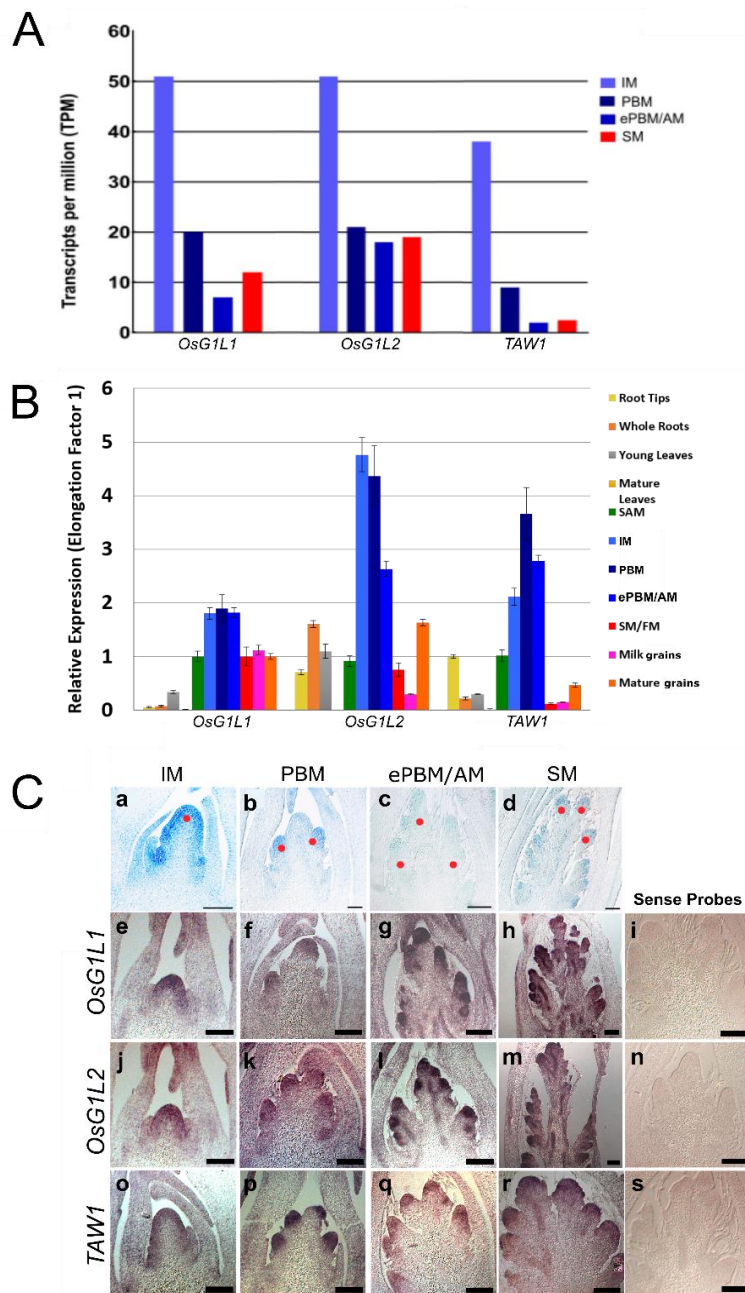 A
Transcripts per million (TPM)
60
50
40
30
20
10
0
OsG1L1
OsG1L2
TAW1
IM
PBM
ePBM/AM
SM
B
Relative Expression (Elongation Factor 1)
6
5
4
3
2
1
0
OsG1L1
OsG1L2
TAW1
Root Tips
Whole Roots
Young Leaves
Mature
Leaves
SAM
IM
PBM
ePBM/AM
SM/FM
Milk grains
Mature grains
C
IM
PBM
ePBM/AM
SM
a
b
c
d
Sense Probes
OsG1L1
e
f
g
h
i
OsG1L2
j
k
l
m
n
TAW1
o
p
q
r
s